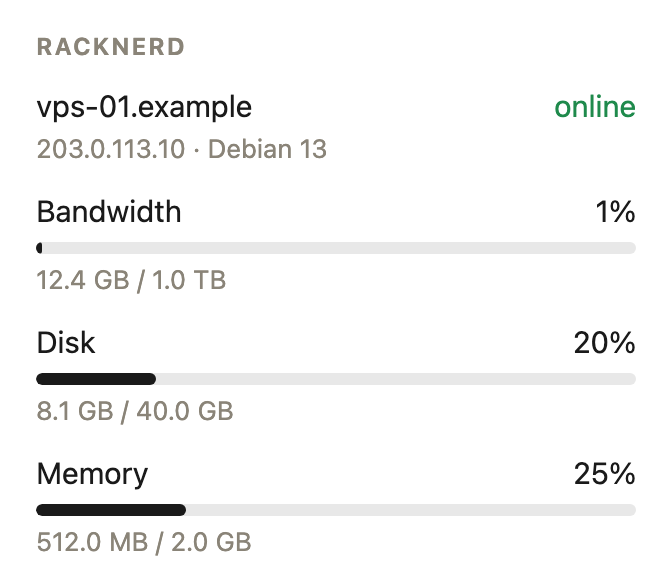 RACKNERD
vps-01.example online
203.0.113.10 · Debian 13
Bandwidth 1%
12.4 GB / 1.0 TB
Disk 20%
8.1 GB / 40.0 GB
Memory 25%
512.0 MB / 2.0 GB